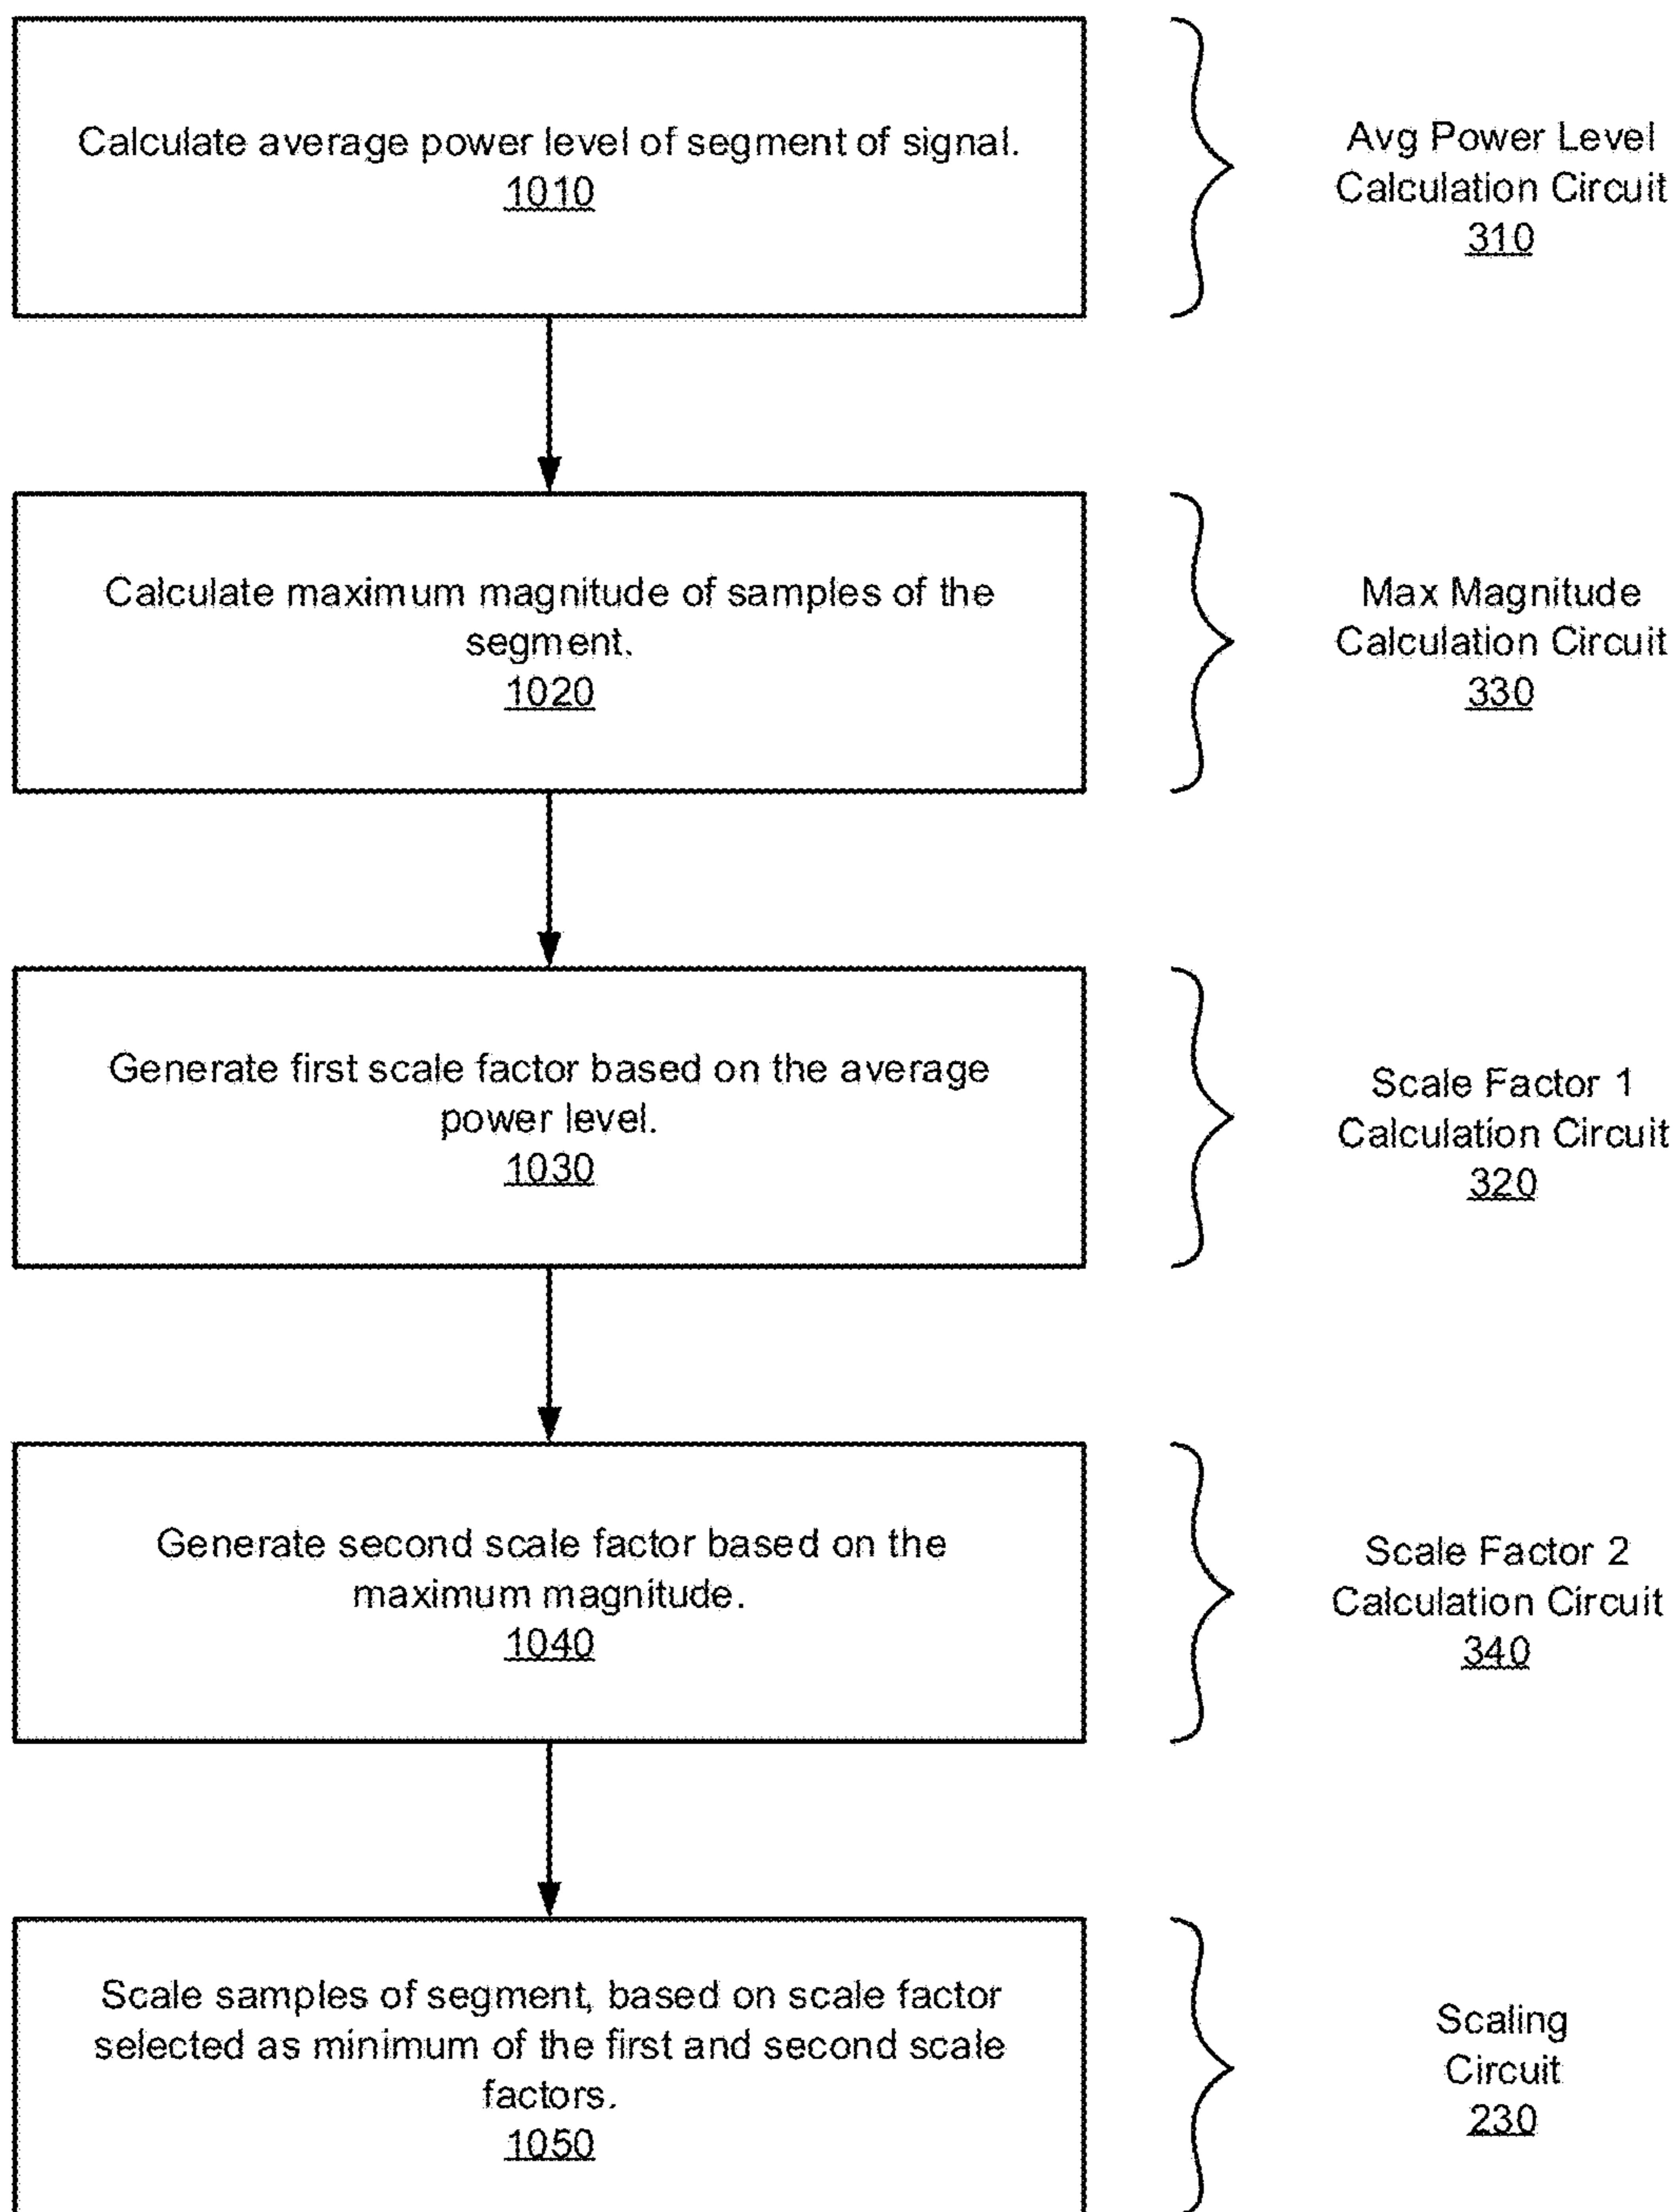 Calculate average power level of segment of signal.
1010
Avg Power Level
Calculation Circuit
310
Calculate maximum magnitude of samples of the
segment.
1020
Max Magnitude
Calculation Circuit
330
Generate first scale factor based on the average
power level.
1030
Scale Factor 1
Calculation Circuit
320
Generate second scale factor based on the
maximum magnitude.
1040
Scale Factor 2
Calculation Circuit
340
Scale samples of segment, based on scale factor
selected as minimum of the first and second scale
factors.
1050
Scaling
Circuit
230